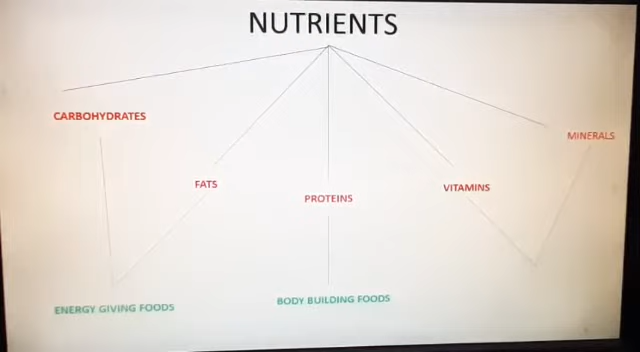 NUTRIENTS
CARBOHYDRATES
MINERALS
FATS
VITAMINS
PROTEINS
ENERGY GIVING FOODS
BODY BUILDING FOODS